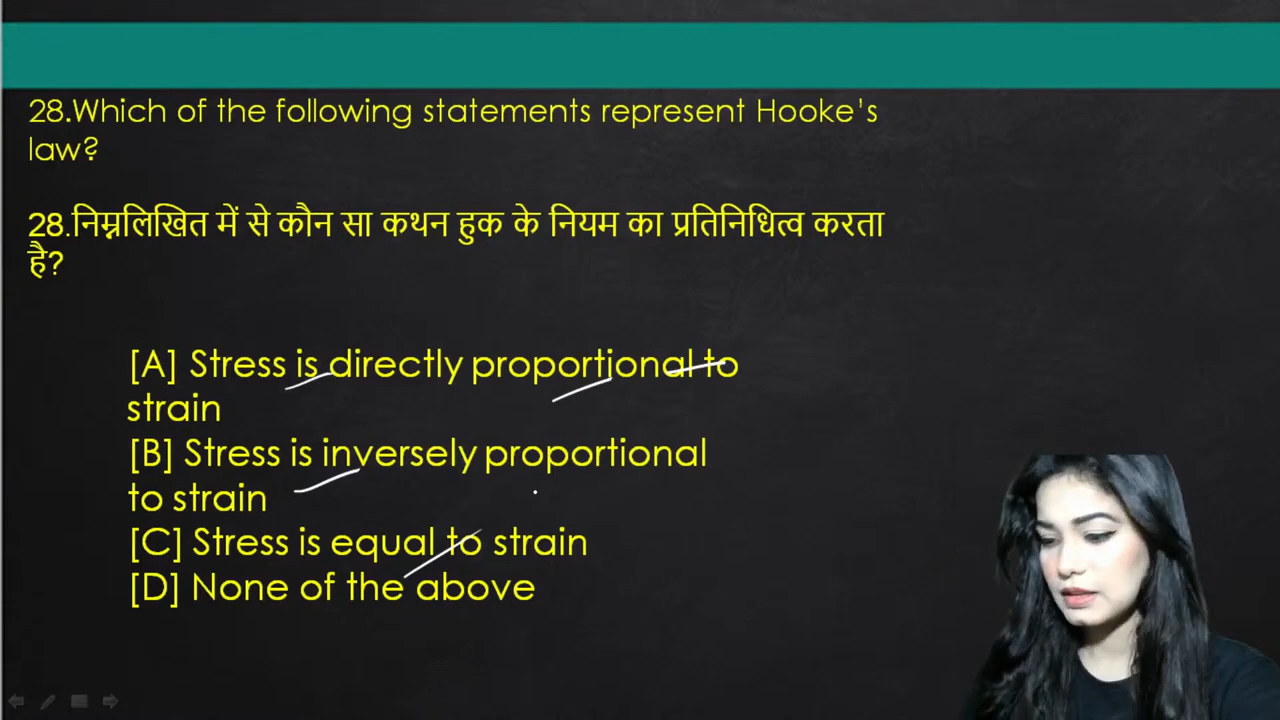 28.Which of the following statements represent Hooke's
law?
28.निम्नलिखित में से कौन सा कथन हुक के नियम का प्रतिनिधित्व करता
है?
[A] Stress is directly proportional to
strain
[B] Stress is inversely proportional
to strain
[C] Stress is equal to strain
[D] None of the above